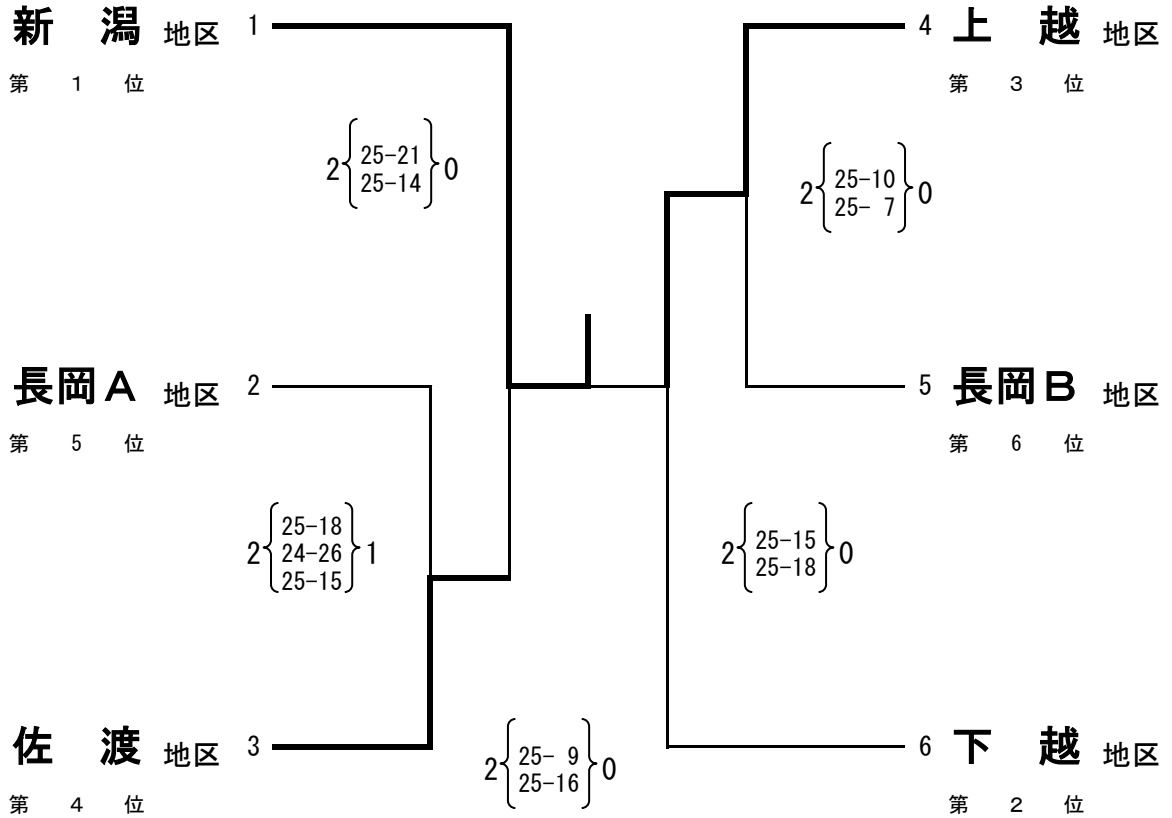 新　潟 地区 1
第　1　位
2 25-21 0
25-14
長岡A 地区 2
第　5　位
2 25-18 1
24-26
25-15
佐　渡 地区 3
第　4　位
2 25- 9 0
25-16
4 上　越 地区
第　3　位
2 25-10 0
25- 7
5 長岡B 地区
第　6　位
2 25-15 0
25-18
6 下　越 地区
第　2　位